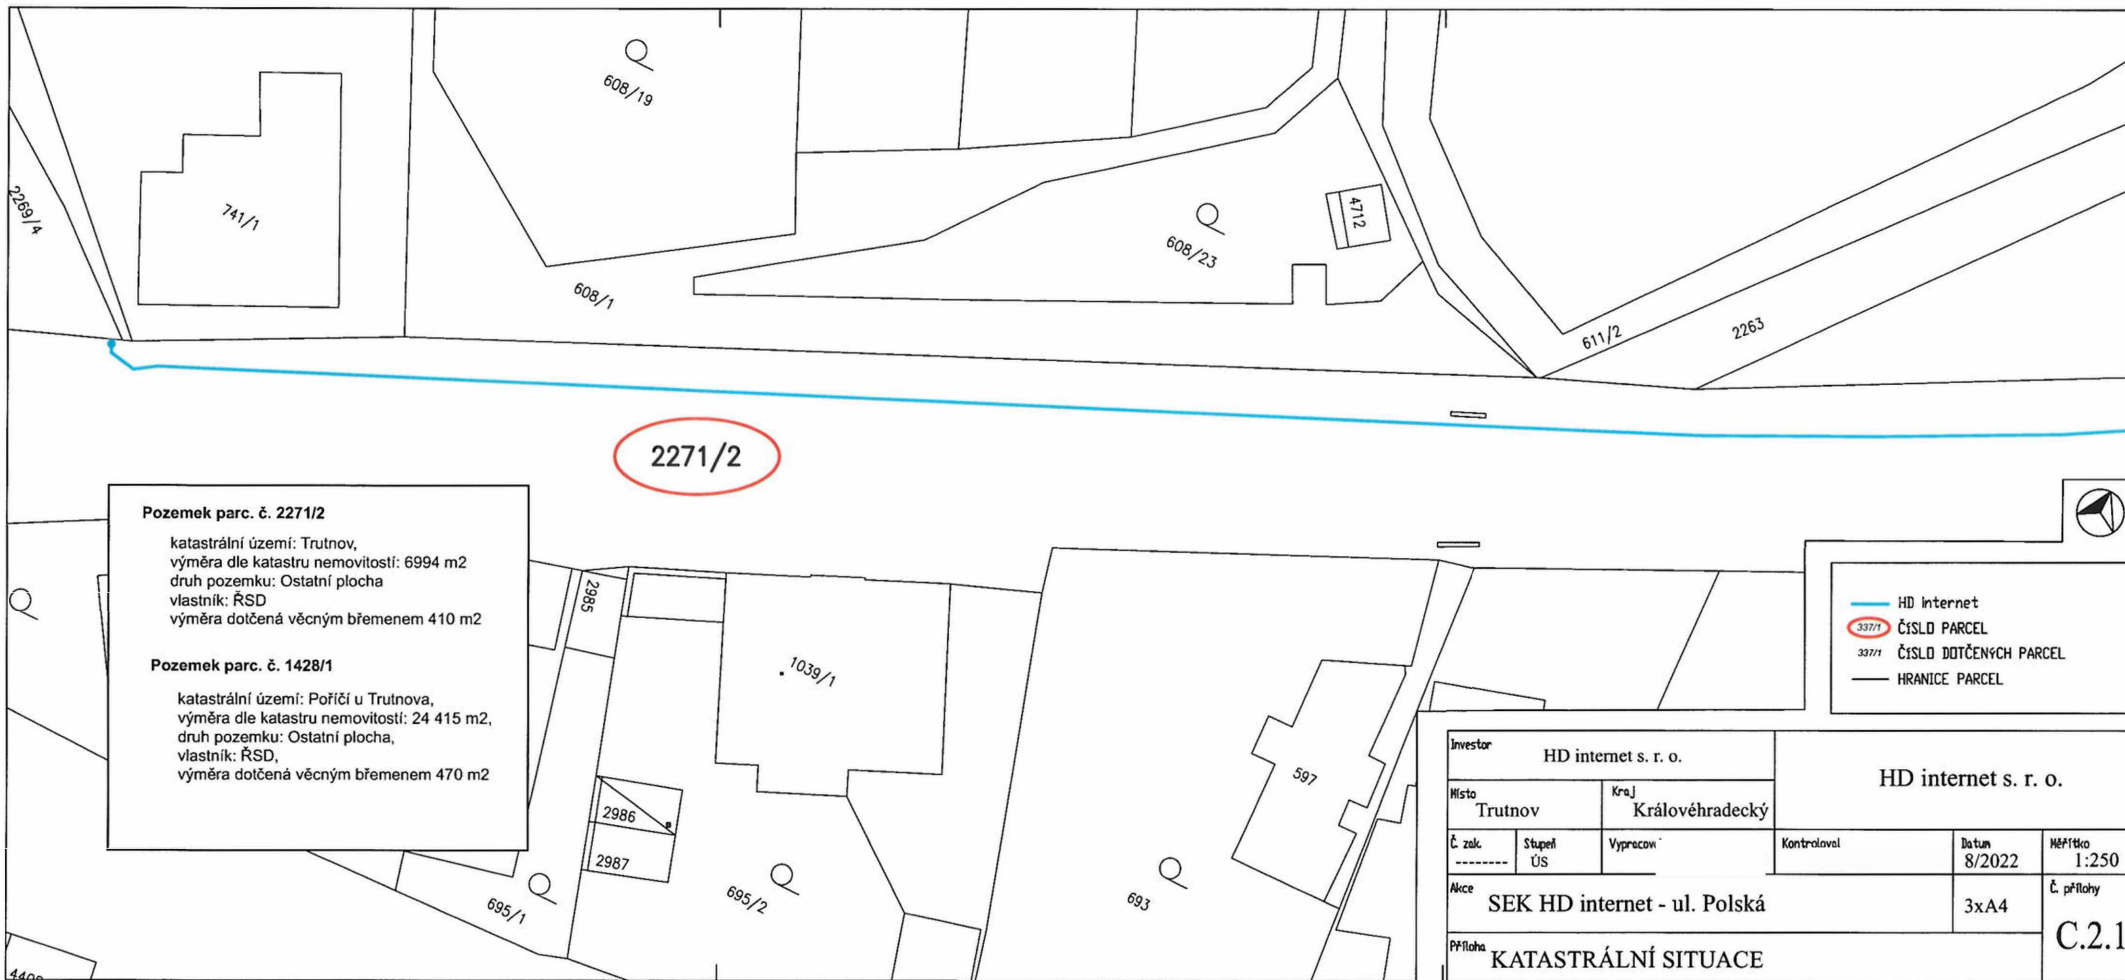 608/19
2269/4
741/1
4712
608/23
608/1
611/2
2263
2271/2
Pozemek parc. č. 2271/2
katastrální území: Trutnov,
výměra dle katastru nemovitostí: 6994 m2
druh pozemku: Ostatní plocha
vlastník: ŘSD
výměra dotčená věcným břemenem 410 m2
Pozemek parc. č. 1428/1
katastrální území: Poříčí u Trutnova,
výměra dle katastru nemovitostí: 24 415 m2,
druh pozemku: Ostatní plocha,
vlastník: ŘSD,
výměra dotčená věcným břemenem 470 m2
2985
1039/1
597
2986
2987
695/1
695/2
693
HD Internet
337/1 ČÍSLO PARCEL
337/1 ČÍSLO DOTČENÝCH PARCEL
HRANICE PARCEL
Investor
HD internet s. r. o.
HD internet s. r. o.
Místo
Trutnov
Kraj
Královéhradecký
Č. zak.
--------
Stupeň
ÚS
Vypracov
Kontroloval
Datum
8/2022
Měřítko
1:250
Akce
SEK HD internet - ul. Polská
3xA4
Č. přílohy
C.2.1
Příloha
KATASTRÁLNÍ SITUACE